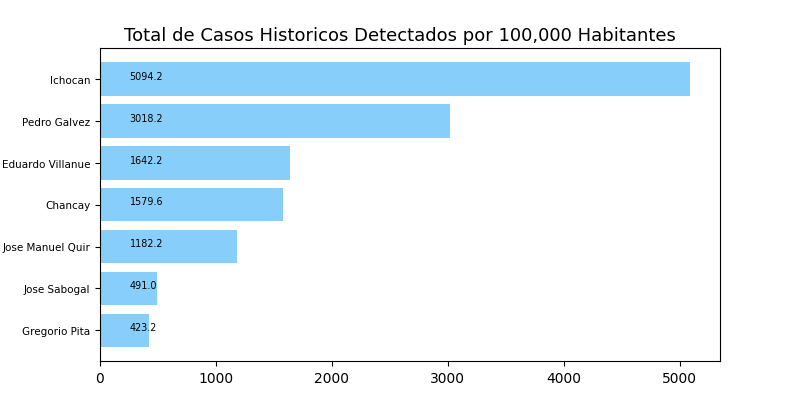 Total de Casos Historicos Detectados por 100,000 Habitantes
Ichocan 5094.2
Pedro Galvez 3018.2
Eduardo Villanue 1642.2
Chancay 1579.6
Jose Manuel Quir 1182.2
Jose Sabogal 491.0
Gregorio Pita 423.2
0 1000 2000 3000 4000 5000